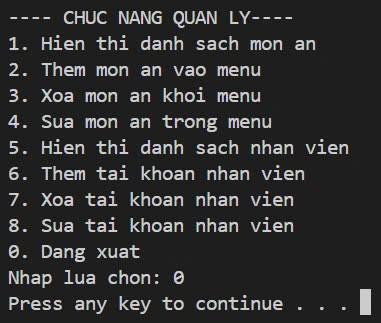 ---- CHUC NANG QUAN LY----
1. Hien thi danh sach mon an
2. Them mon an vao menu
3. Xoa mon an khoi menu
4. Sua mon an trong menu
5. Hien thi danh sach nhan vien
6. Them tai khoan nhan vien
7. Xoa tai khoan nhan vien
8. Sua tai khoan nhan vien
0. Dang xuat
Nhap lua chon: 0
Press any key to continue . . .